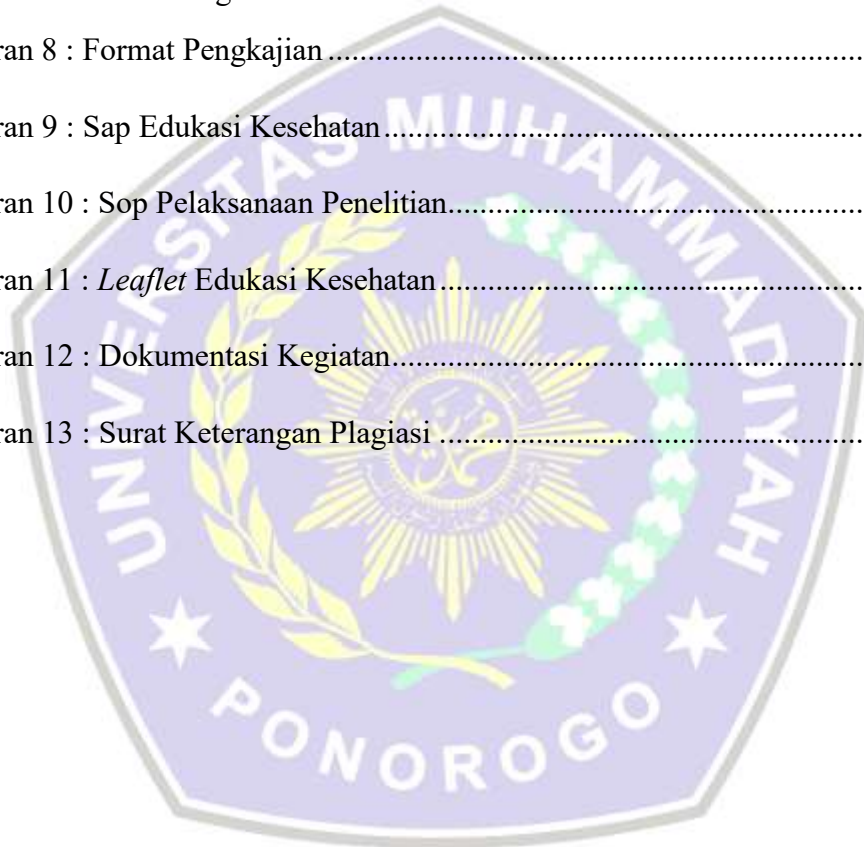 ran 8 : Format Pengkajian ......................................................................
ran 9 : Sap Edukasi Kesehatan ......................................................................
ran 10 : Sop Pelaksanaan Penelitian ......................................................................
ran 11 : Leaflet Edukasi Kesehatan ......................................................................
ran 12 : Dokumentasi Kegiatan ......................................................................
ran 13 : Surat Keterangan Plagiasi ......................................................................
UNIVERSITAS MUHAMMADIYAH
PONOROGO